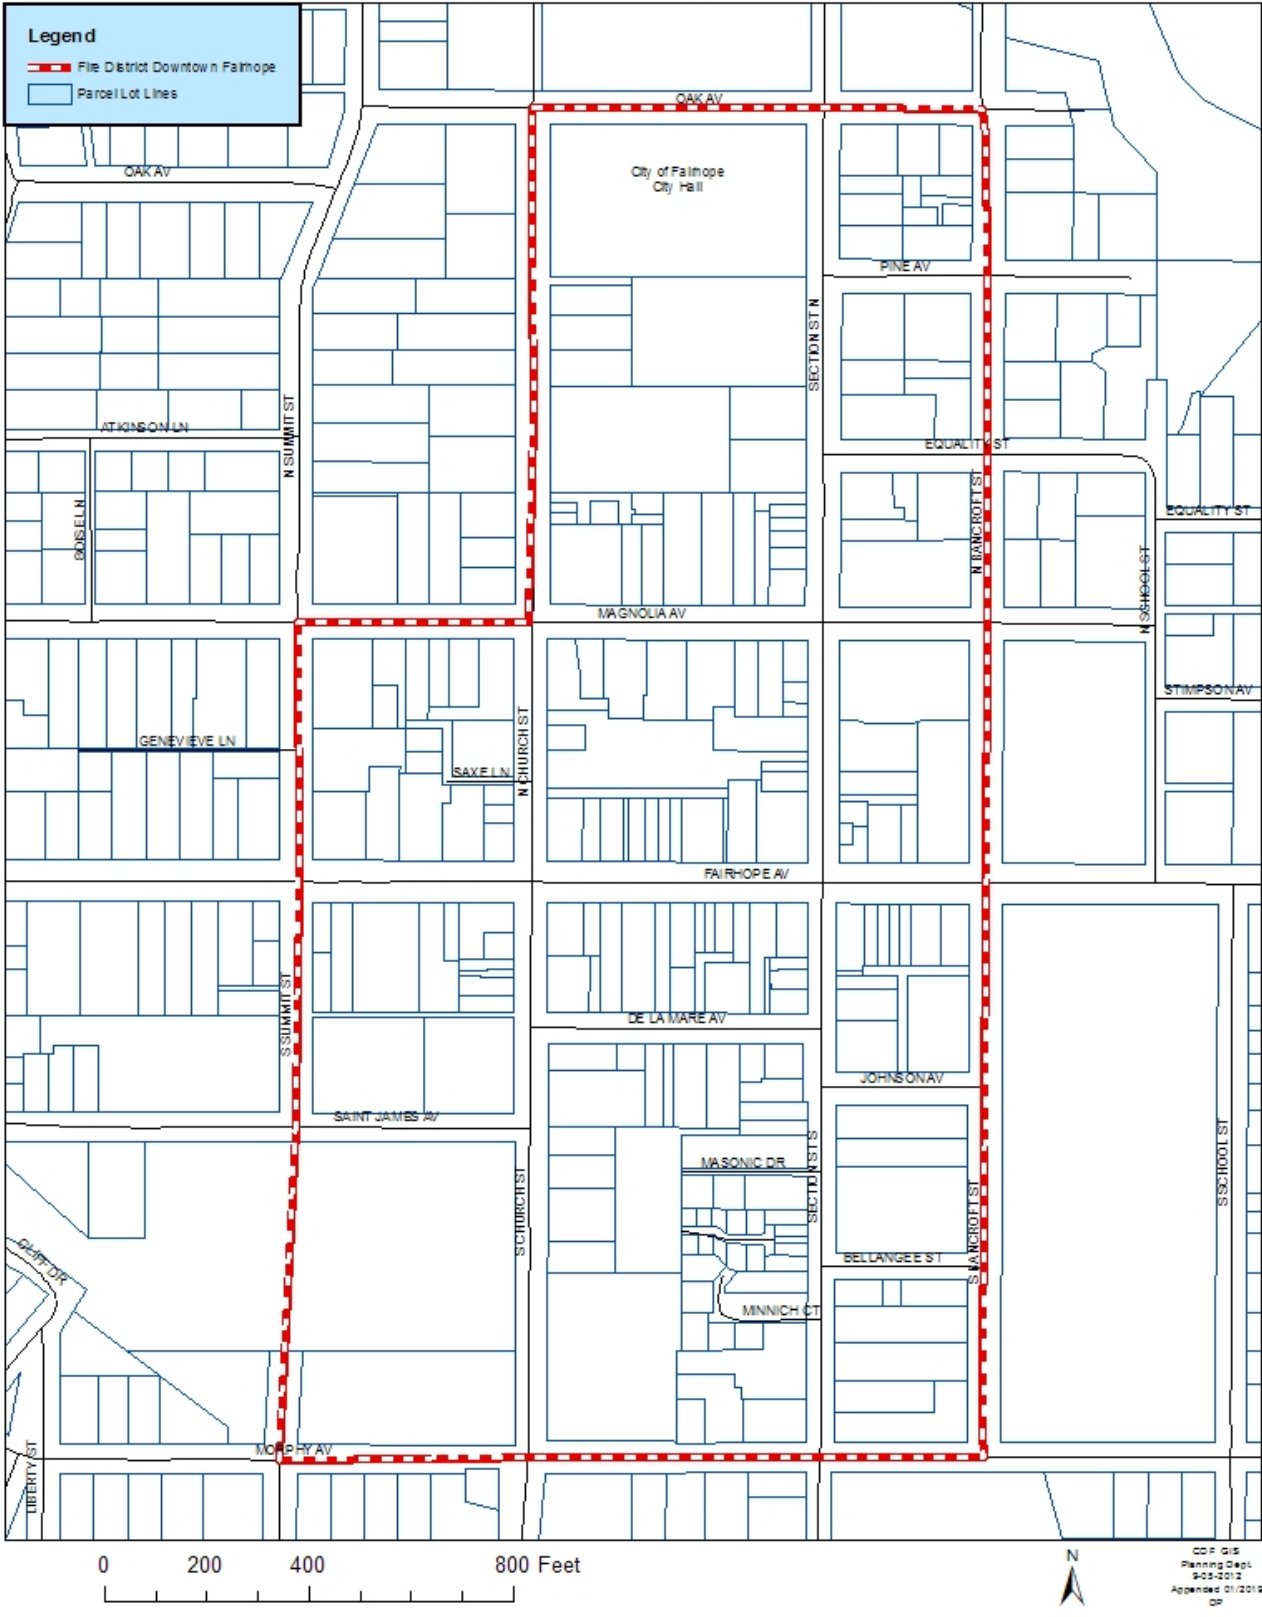 Legend
Fire District Downtown Fairhope
Parcel Lot Lines
OAK AV
OAK AV
City of Fairhope
City Hall
PINE AV
SECTION ST N
N SUMMIT ST
ATKINSON LN
EQUALITY ST
BOISE LN
N BANCROFT ST
EQUALITY ST
N SCHOOL ST
MAGNOLIA AV
STIMPSON AV
GENEVIEVE LN
N CHURCH ST
SAXE LN
FAIRHOPE AV
S SUMMIT ST
DE LA MARE AV
JOHNSON AV
SAINT JAMES AV
MASONIC DR
SECTION ST S
S CHURCH ST
S SCHOOL ST
S BANCROFT ST
CLIFF DR
BELLANGEE ST
MINNICH CT
MORPHY AV
LIBERTY ST
0 200 400 800 Feet
N
COF GIS
Planning Dept.
9-05-2012
Appended 01/2019
DP